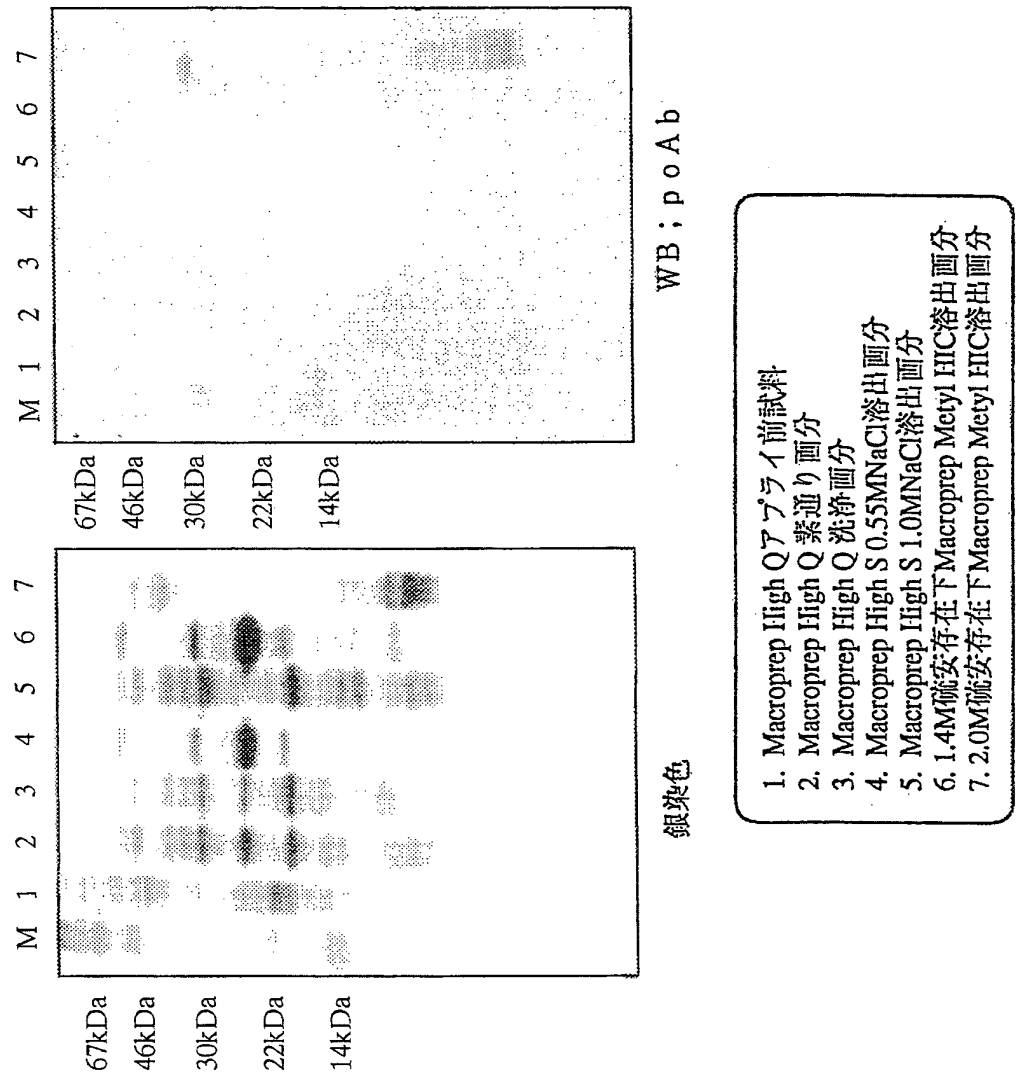 M 1 2 3 4 5 6 7
67kDa
46kDa
30kDa
22kDa
14kDa
銀染色
M 1 2 3 4 5 6 7
67kDa
46kDa
30kDa
22kDa
14kDa
WB;poAb
1. Macroprep High Qアプライ前試料
2. Macroprep High Q 素通り画分
3. Macroprep High Q 洗浄画分
4. Macroprep High S 0.55MNaCl溶出画分
5. Macroprep High S 1.0MNaCl溶出画分
6. 1.4M硫安存在下Macroprep Metyl HIC溶出画分
7. 2.0M硫安存在下Macroprep Metyl HIC溶出画分